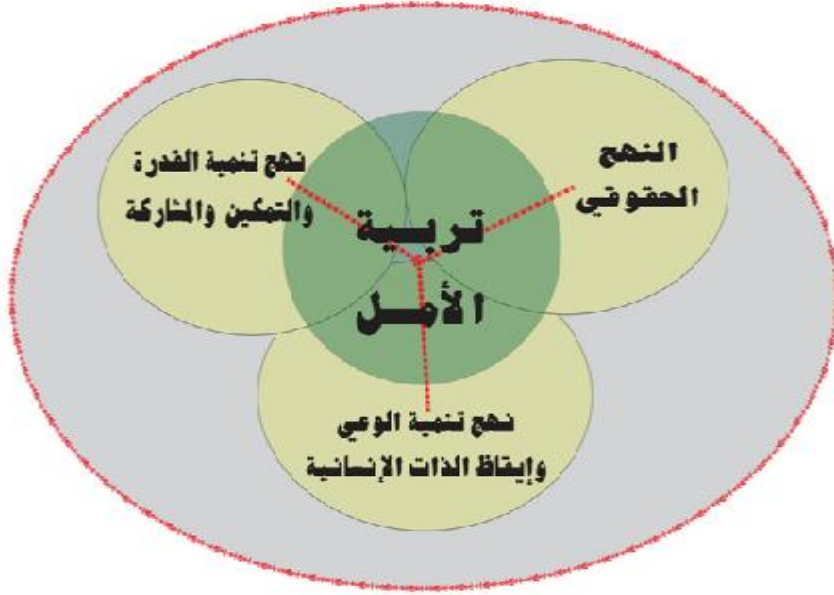 النهج
الحقوقي
نهج تنمية القدرة
والتمكين والمشاركة
تربية
الأمل
نهج تنمية الوعي
وإيقاظ الذات الإنسانية